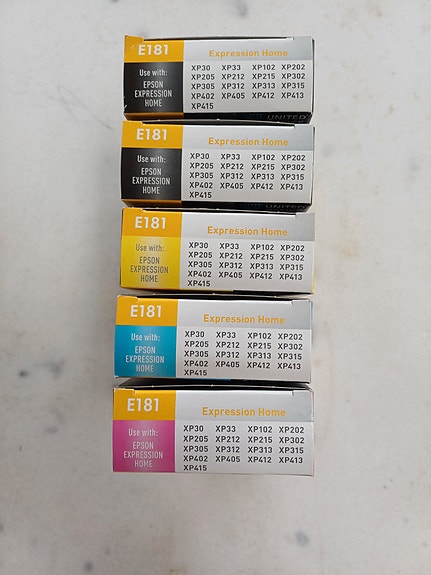 E181
Expression Home
Use with:
EPSON
EXPRESSION
HOME
XP30 XP33 XP102 XP202
XP205 XP212 XP215 XP302
XP305 XP312 XP313 XP315
XP402 XP405 XP412 XP413
XP415
UNITED
E181
Expression Home
Use with:
EPSON
EXPRESSION
HOME
XP30 XP33 XP102 XP202
XP205 XP212 XP215 XP302
XP305 XP312 XP313 XP315
XP402 XP405 XP412 XP413
XP415
E181
Expression Home
Use with:
EPSON
EXPRESSION
HOME
XP30 XP33 XP102 XP202
XP205 XP212 XP215 XP302
XP305 XP312 XP313 XP315
XP402 XP405 XP412 XP413
XP415
E181
Expression Home
Use with:
EPSON
EXPRESSION
HOME
XP30 XP33 XP102 XP202
XP205 XP212 XP215 XP302
XP305 XP312 XP313 XP315
XP402 XP405 XP412 XP413
XP415
E181
Expression Home
Use with:
EPSON
EXPRESSION
HOME
XP30 XP33 XP102 XP202
XP205 XP212 XP215 XP302
XP305 XP312 XP313 XP315
XP402 XP405 XP412 XP413
XP415